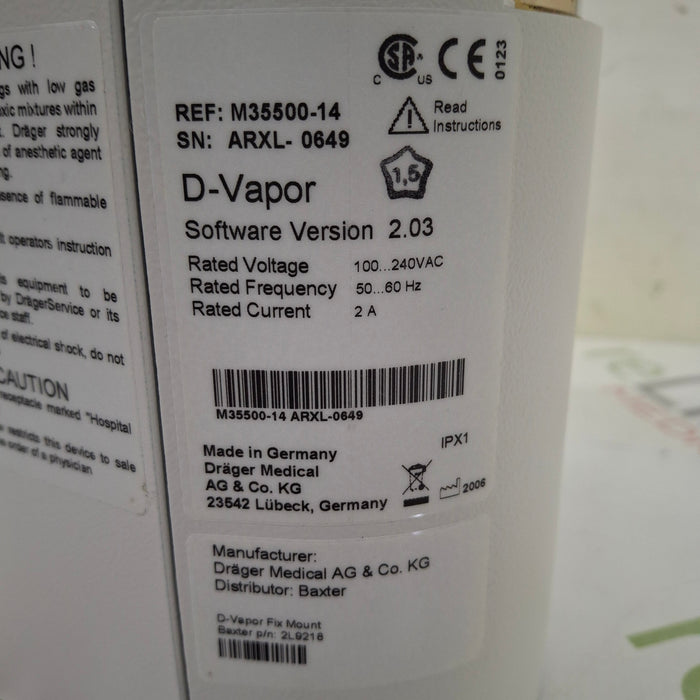 NG !
gs with low gas
oxic mixtures within
t. Dräger strongly
of anesthetic agent
ng.
sence of flammable
t operators instruction
is equipment to be
by DrägerService or its
ce staff.
of electrical shock, do not
CAUTION
receptacle marked "Hospital
restricts this device to sale
e order of a physician
C SA US CE 0123
REF: M35500-14
SN: ARXL- 0649
Read
Instructions
D-Vapor
1,5
Software Version 2.03
Rated Voltage 100...240VAC
Rated Frequency 50...60 Hz
Rated Current 2 A
M35500-14 ARXL-0649
Made in Germany
Dräger Medical
AG & Co. KG
23542 Lübeck, Germany
IPX1
2006
Manufacturer:
Dräger Medical AG & Co. KG
Distributor: Baxter
D-Vapor Fix Mount
Baxter p/n: 2L9216